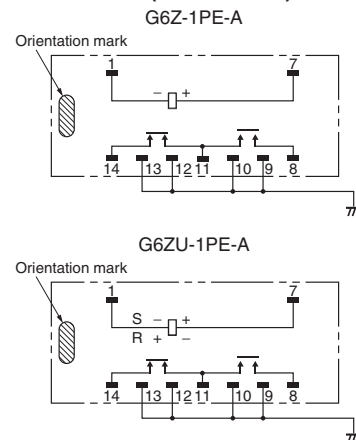 G6Z-1PE-A
Orientation mark
1 7
− +
14 13 12 11 10 9 8
G6ZU-1PE-A
Orientation mark
1 7
S − +
R + −
14 13 12 11 10 9 8